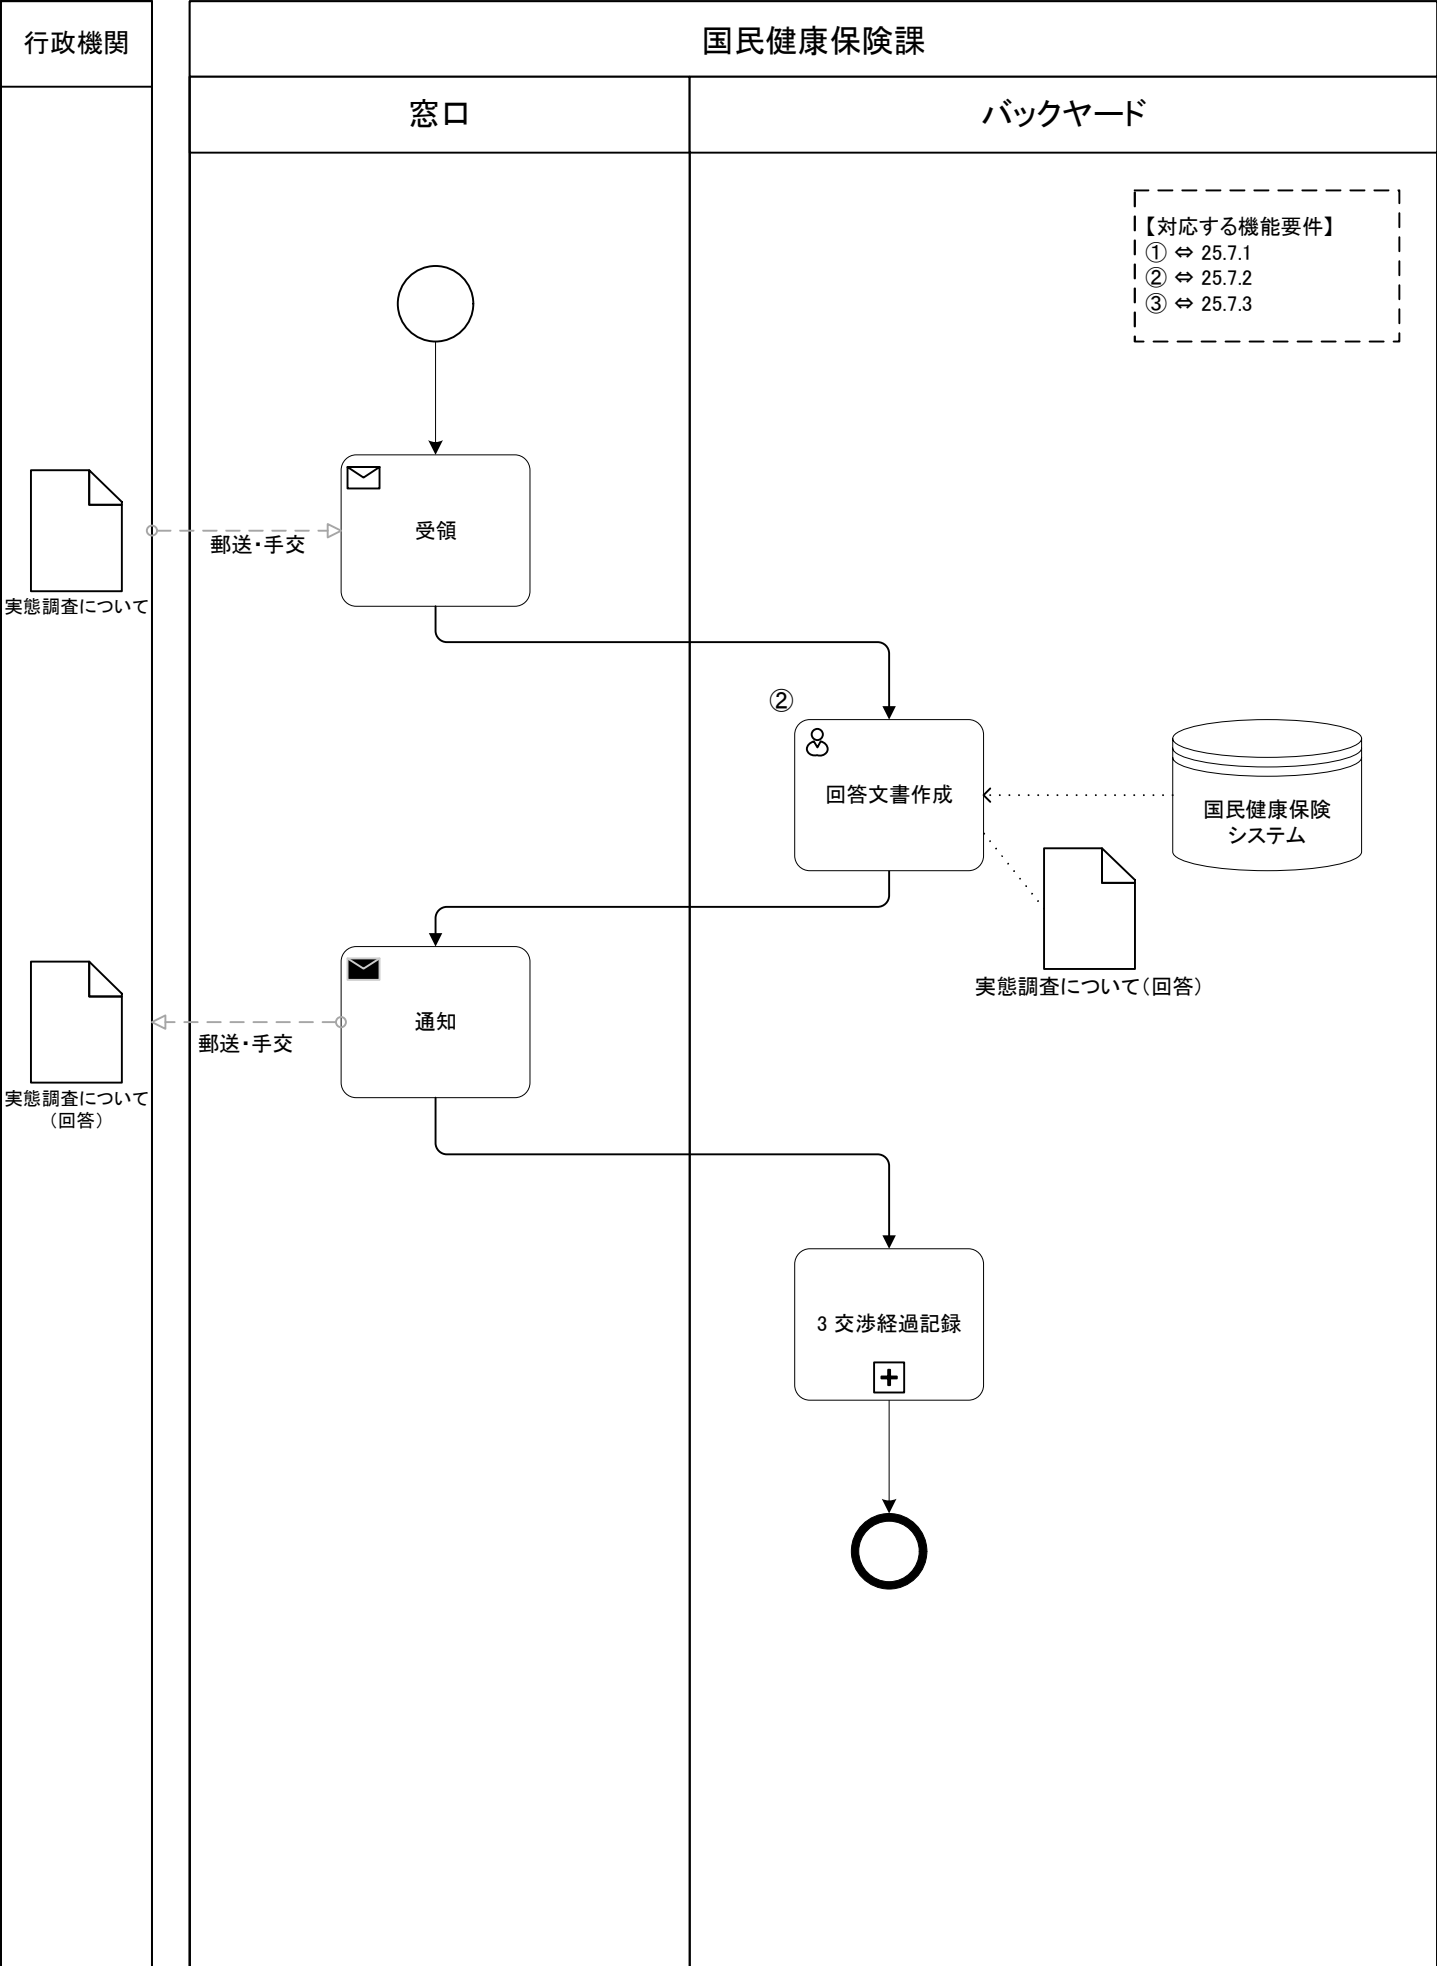 行政機関
国民健康保険課
窓口
バックヤード
【対応する機能要件】
① ⇔ 25.7.1
② ⇔ 25.7.2
③ ⇔ 25.7.3
受領
郵送・手交
実態調査について
②
回答文書作成
国民健康保険
システム
実態調査について（回答）
通知
郵送・手交
実態調査について
（回答）
3 交渉経過記録